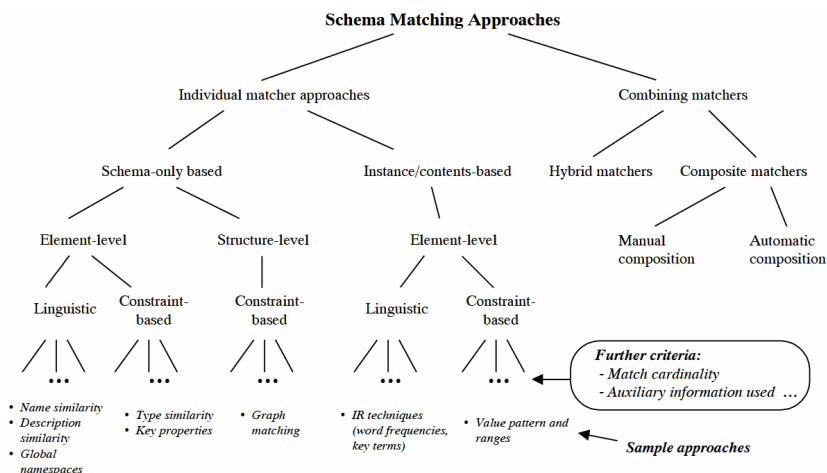 Schema Matching Approaches
Individual matcher approaches
Combining matchers
Schema-only based
Instance/contents-based
Hybrid matchers
Composite matchers
Element-level
Structure-level
Element-level
Manual
composition
Automatic
composition
Linguistic
Constraint-
based
Constraint-
based
Linguistic
Constraint-
based
Further criteria:
- Match cardinality
- Auxiliary information used ...
• Name similarity
• Description
similarity
• Global
namespaces
• Type similarity
• Key properties
• Graph
matching
• IR techniques
(word frequencies,
key terms)
• Value pattern and
ranges
Sample approaches